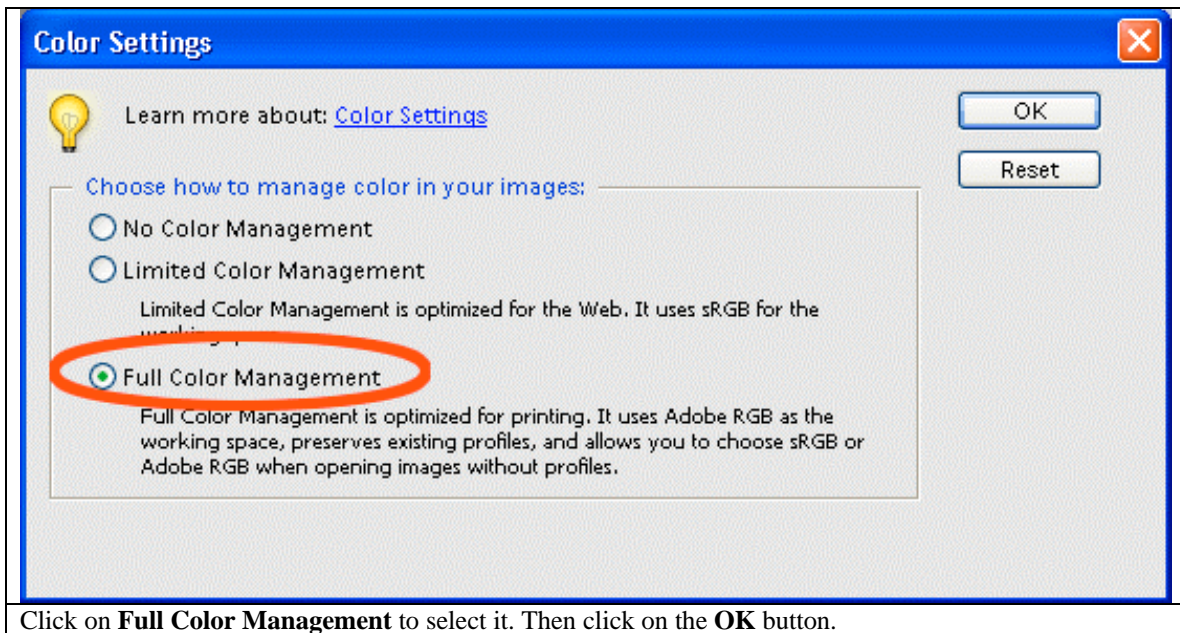 Color Settings
Learn more about: Color Settings
OK
Reset
Choose how to manage color in your images:
No Color Management
Limited Color Management
Limited Color Management is optimized for the Web. It uses sRGB for the
Full Color Management
Full Color Management is optimized for printing. It uses Adobe RGB as the
working space, preserves existing profiles, and allows you to choose sRGB or
Adobe RGB when opening images without profiles.
Click on Full Color Management to select it. Then click on the OK button.